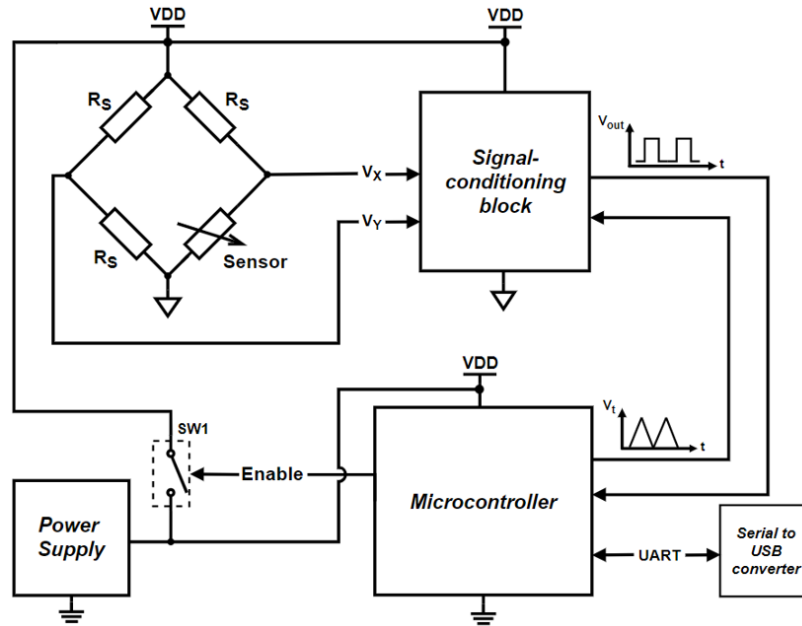 VDD
VDD
R_S
R_S
V_X
V_Y
R_S
Sensor
Signal-
conditioning
block
V_out
t
VDD
SW1
Enable
Power
Supply
Microcontroller
V_t
t
UART
Serial to
USB
converter